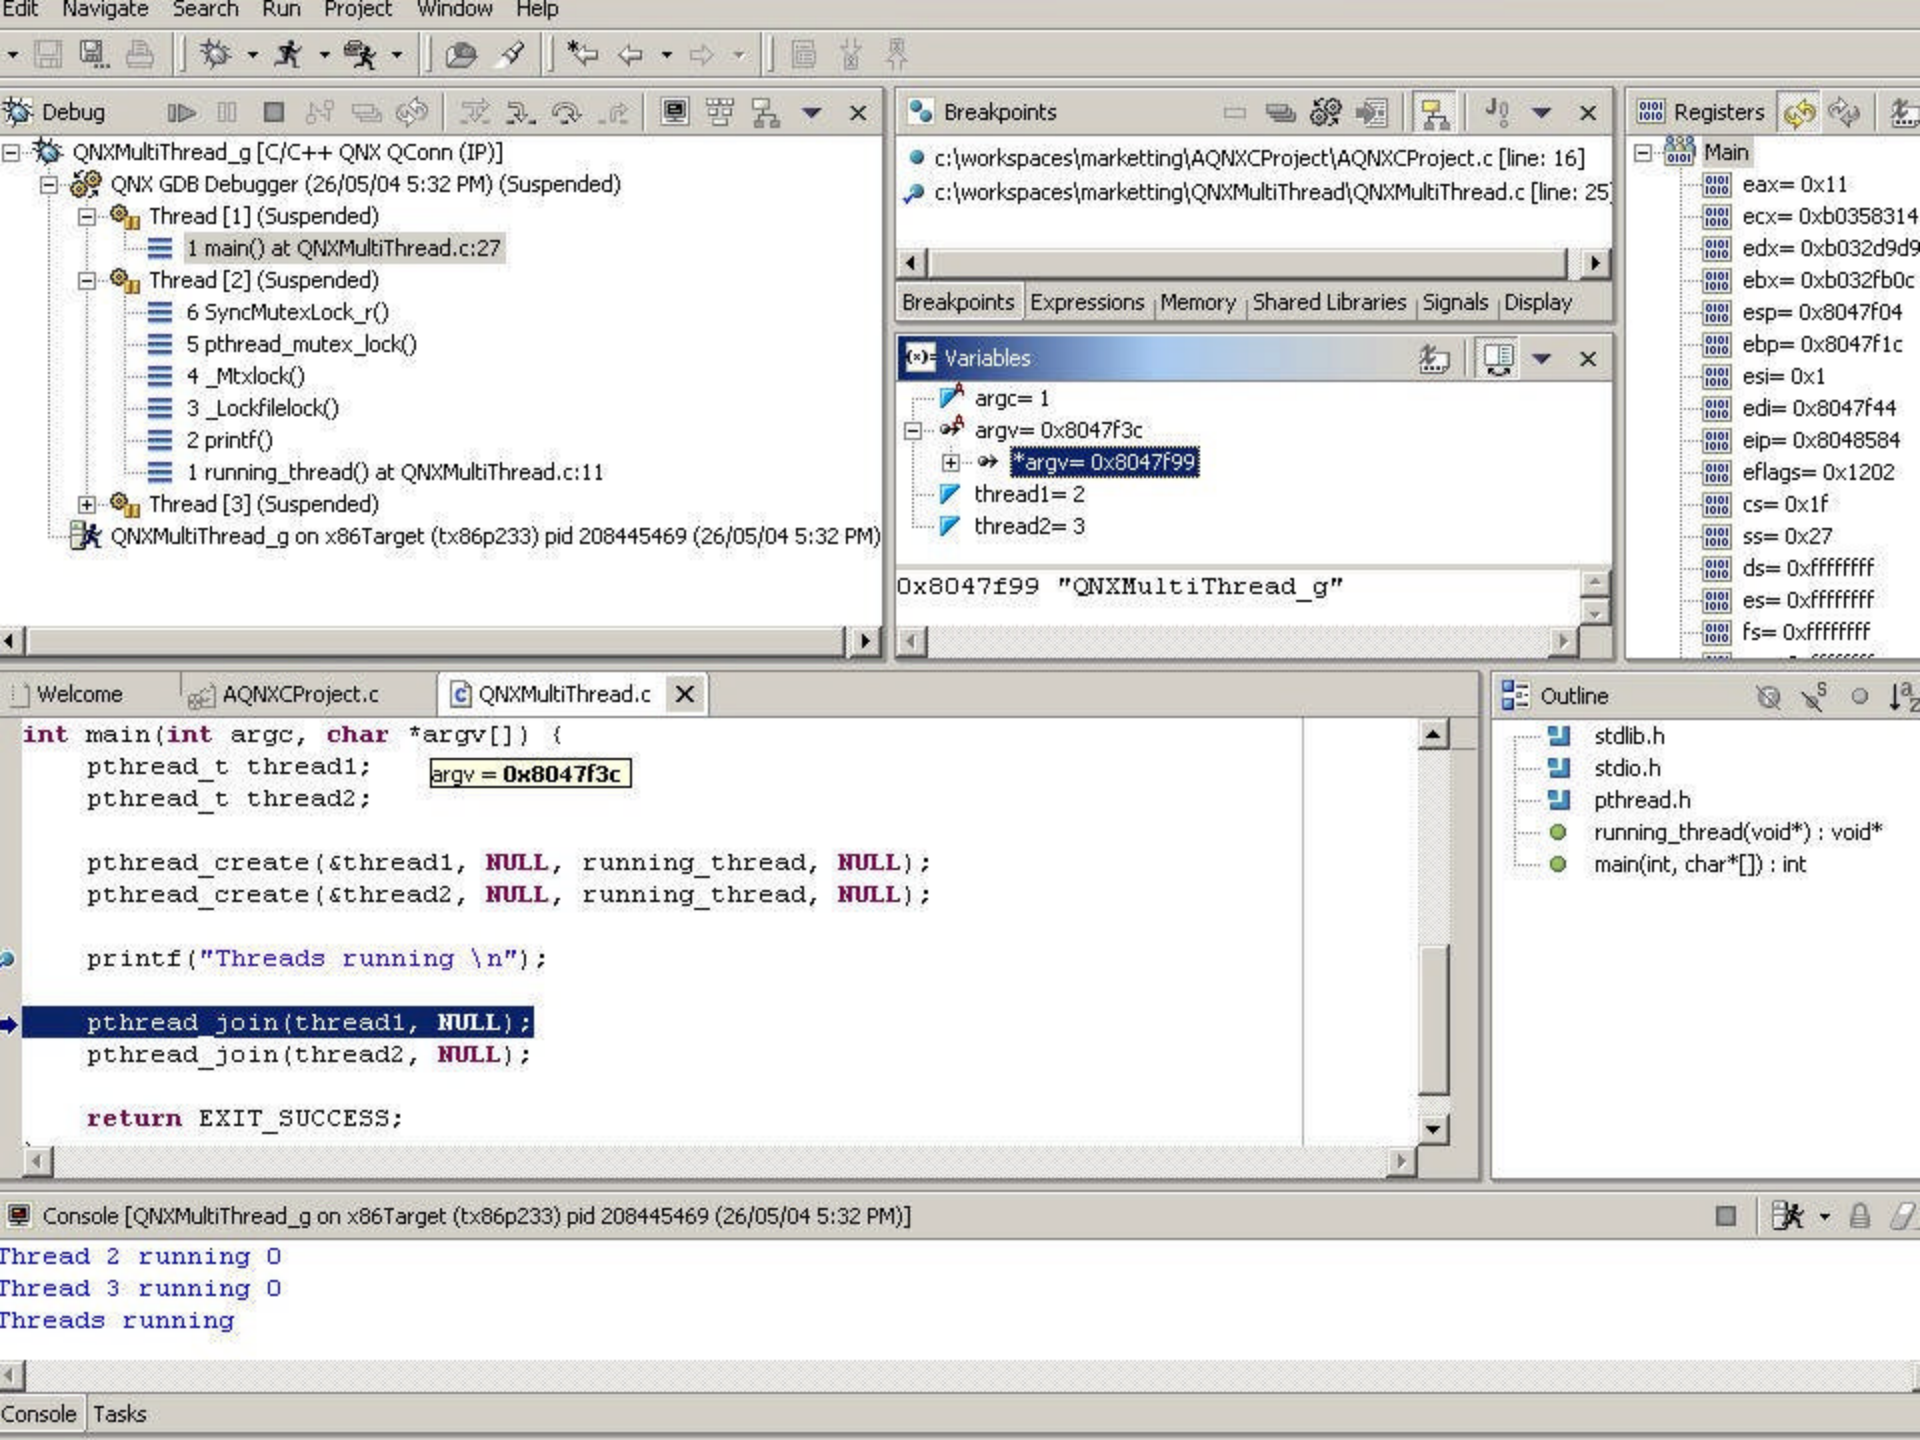 Edit Navigate Search Run Project Window Help
Debug
QNXMultiThread_g [C/C++ QNX QConn (IP)]
QNX GDB Debugger (26/05/04 5:32 PM) (Suspended)
Thread [1] (Suspended)
1 main() at QNXMultiThread.c:27
Thread [2] (Suspended)
6 SyncMutexLock_r()
5 pthread_mutex_lock()
4 _Mtxlock()
3 _Lockfilelock()
2 printf()
1 running_thread() at QNXMultiThread.c:11
Thread [3] (Suspended)
QNXMultiThread_g on x86Target (tx86p233) pid 208445469 (26/05/04 5:32 PM)
Breakpoints
c:\workspaces\marketting\AQNXCProject\AQNXCProject.c [line: 16]
c:\workspaces\marketting\QNXMultiThread\QNXMultiThread.c [line: 25]
Breakpoints Expressions Memory Shared Libraries Signals Display
Variables
argc= 1
argv= 0x8047f3c
*argv= 0x8047f99
thread1= 2
thread2= 3
0x8047f99 "QNXMultiThread_g"
Registers
Main
eax= 0x11
ecx= 0xb0358314
edx= 0xb032d9d9
ebx= 0xb032fb0c
esp= 0x8047f04
ebp= 0x8047f1c
esi= 0x1
edi= 0x8047f44
eip= 0x8048584
eflags= 0x1202
cs= 0x1f
ss= 0x27
ds= 0xffffffff
es= 0xffffffff
fs= 0xffffffff
Welcome AQNXCProject.c QNXMultiThread.c
int main(int argc, char *argv[]) {
pthread_t thread1;
argv = 0x8047f3c
pthread_t thread2;
pthread_create(&thread1, NULL, running_thread, NULL);
pthread_create(&thread2, NULL, running_thread, NULL);
printf("Threads running \n");
pthread_join(thread1, NULL);
pthread_join(thread2, NULL);
return EXIT_SUCCESS;
Outline
stdlib.h
stdio.h
pthread.h
running_thread(void*) : void*
main(int, char*[]) : int
Console [QNXMultiThread_g on x86Target (tx86p233) pid 208445469 (26/05/04 5:32 PM)]
Thread 2 running 0
Thread 3 running 0
Threads running
Console Tasks